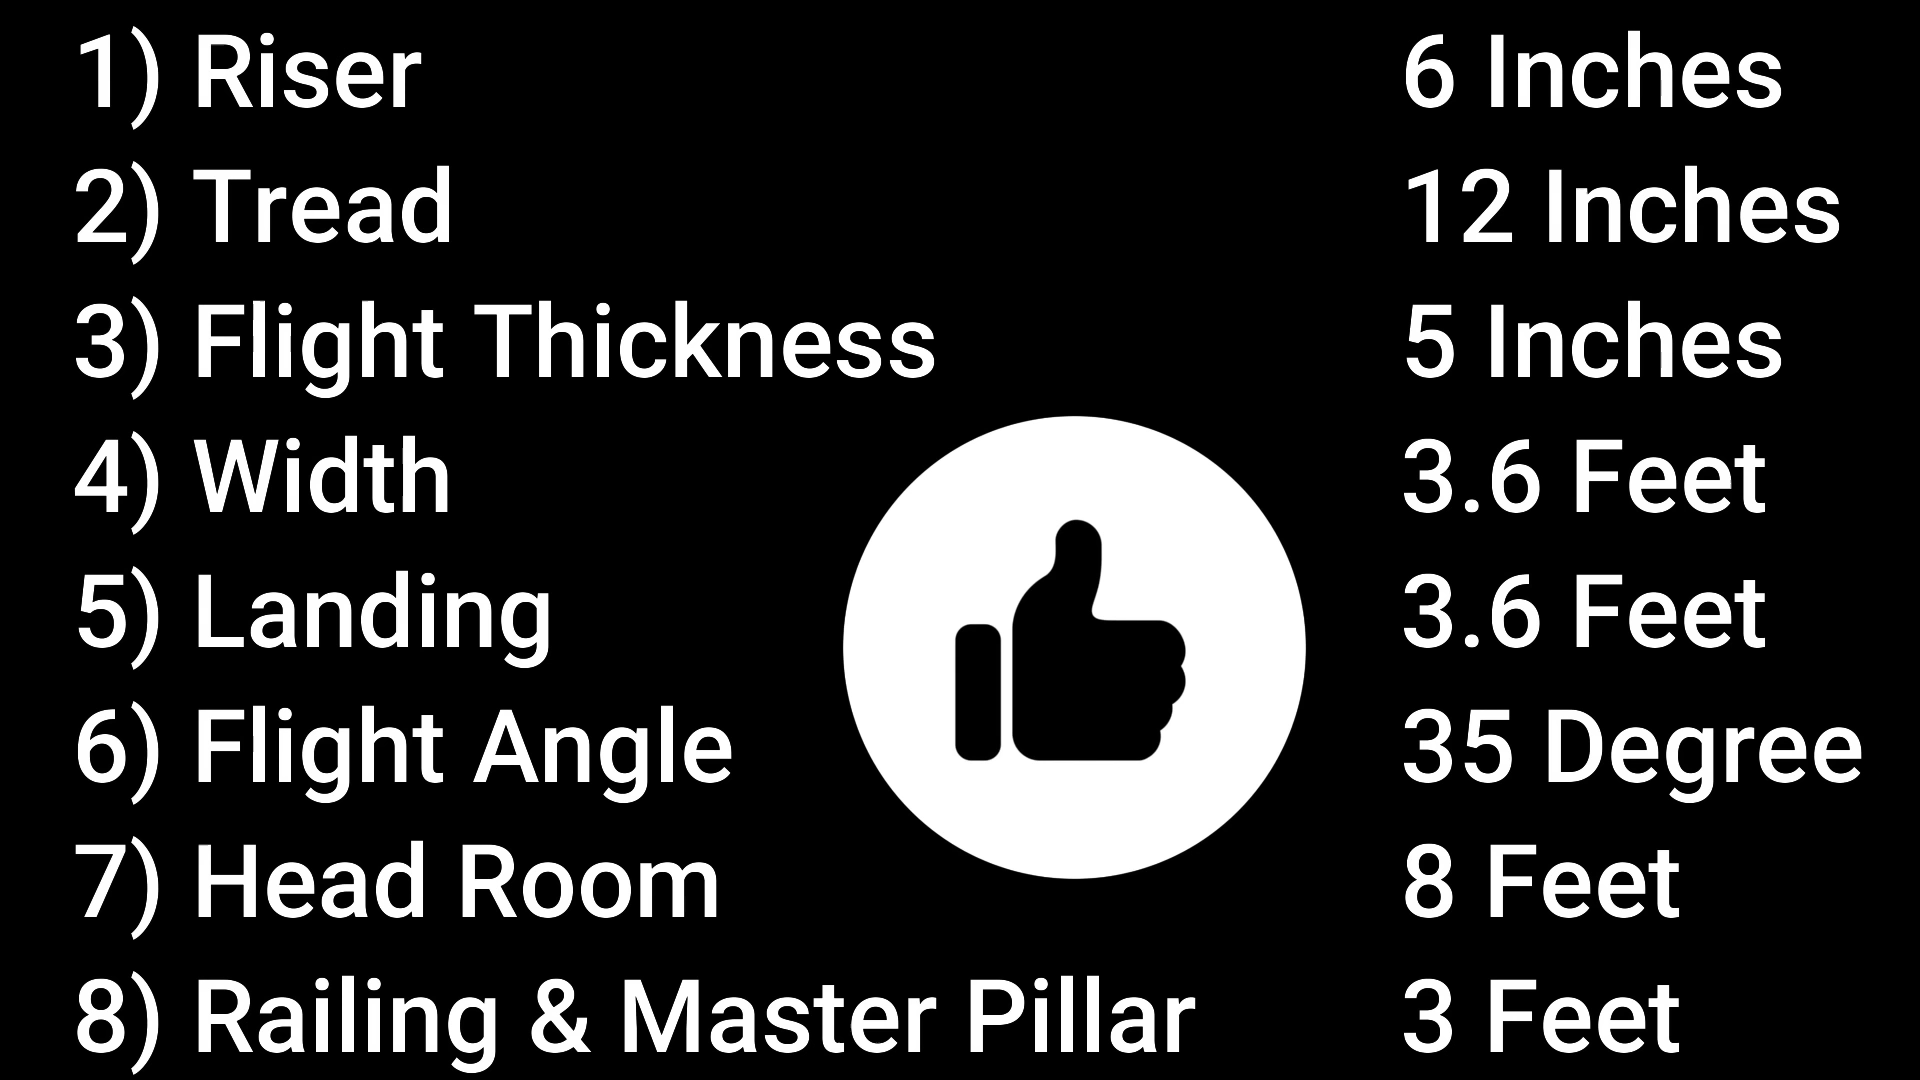 1) Riser 6 Inches
2) Tread 12 Inches
3) Flight Thickness 5 Inches
4) Width 3.6 Feet
5) Landing 3.6 Feet
6) Flight Angle 35 Degree
7) Head Room 8 Feet
8) Railing & Master Pillar 3 Feet